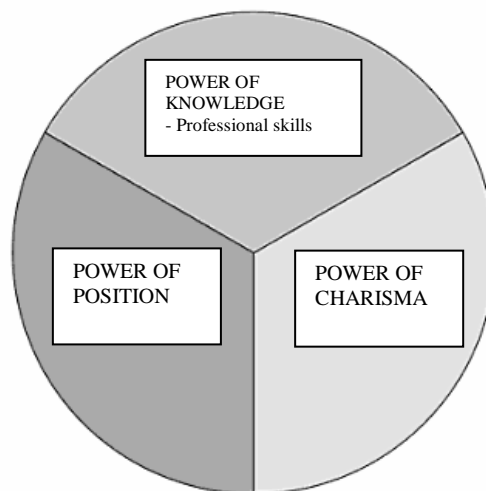 POWER OF
KNOWLEDGE
- Professional skills
POWER OF
POSITION
POWER OF
CHARISMA